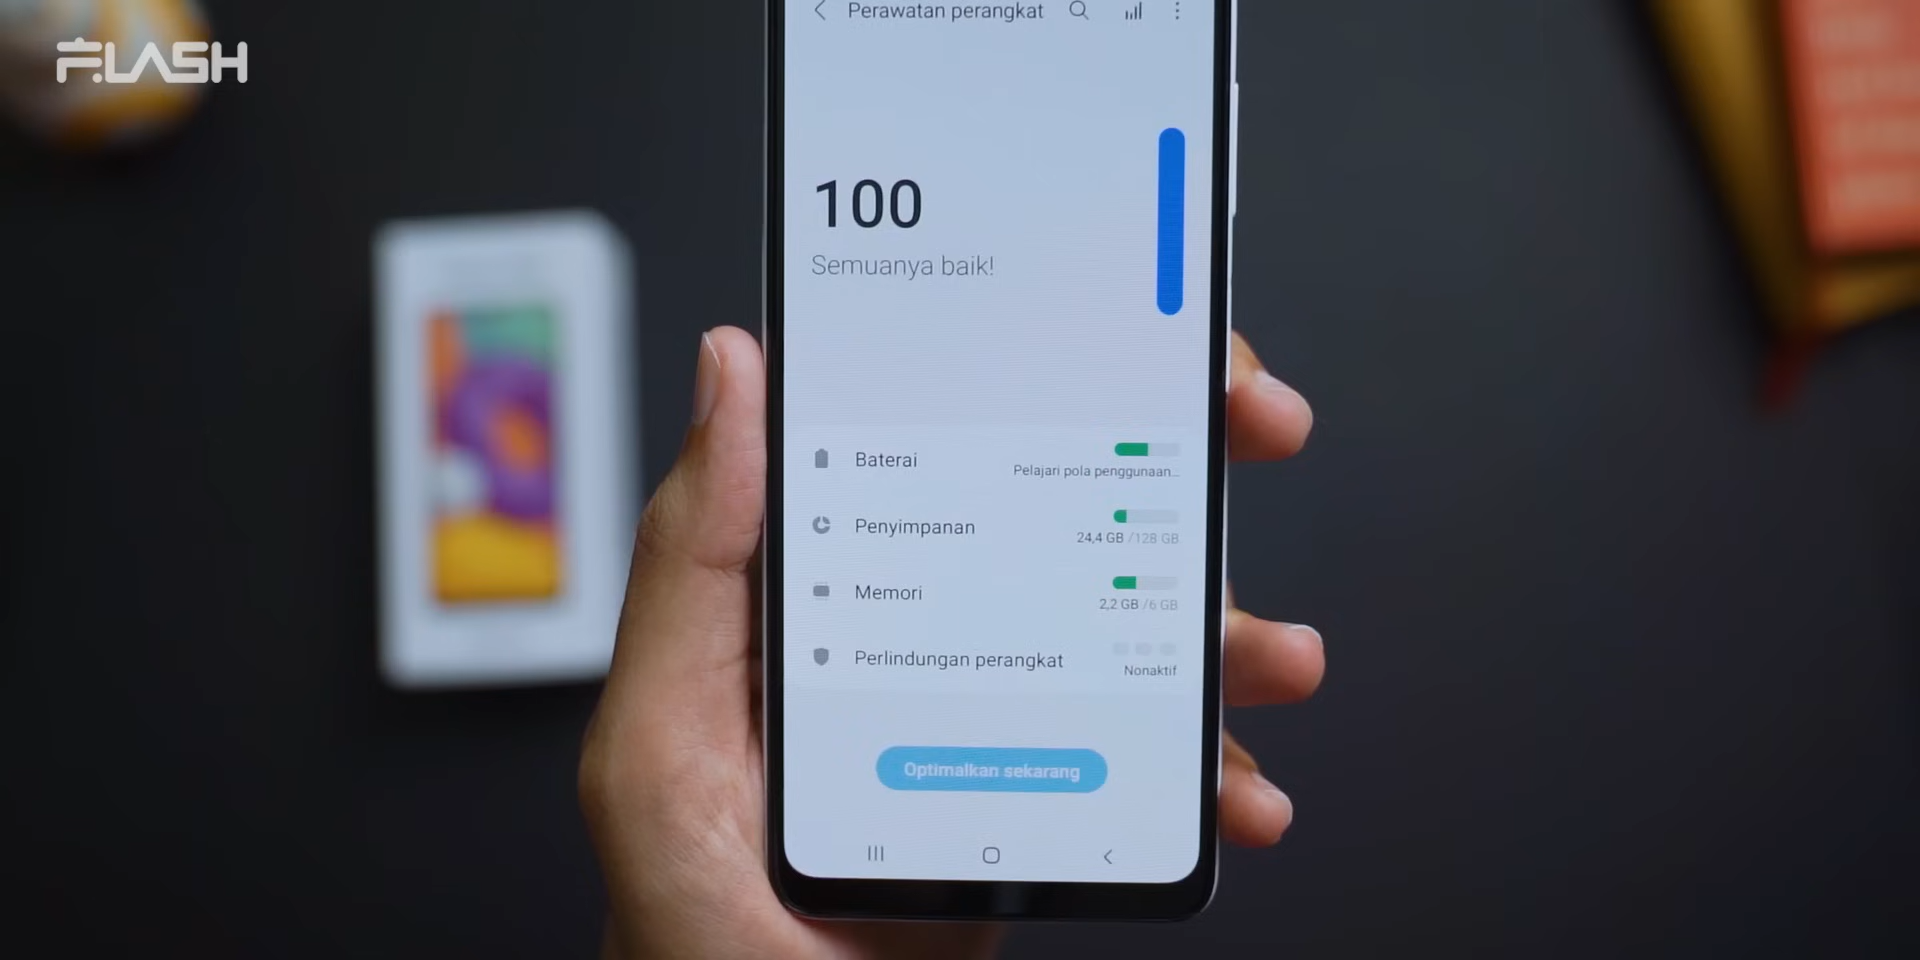 FLASH
Perawatan perangkat
100
Semuanya baik!
Baterai
Pelajari pola penggunaan...
Penyimpanan
24,4 GB /128 GB
Memori
2,2 GB /6 GB
Perlindungan perangkat
Nonaktif
Optimalkan sekarang